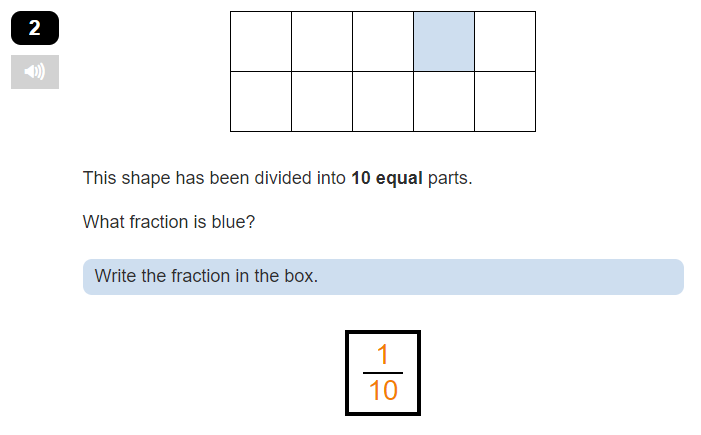 2
This shape has been divided into 10 equal parts.
What fraction is blue?
Write the fraction in the box.
1
10